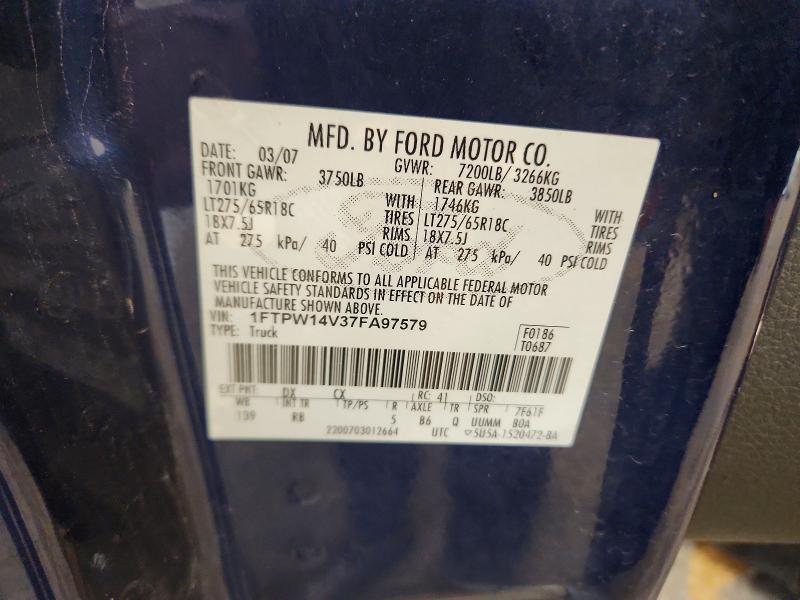 MFD. BY FORD MOTOR CO.
DATE: 03/07 GVWR: 7200LB/ 3266KG
FRONT GAWR: 3750LB REAR GAWR: 3850LB
1701KG WITH 1746KG WITH
LT275/65R18C TIRES LT275/65R18C TIRES
18X7.5J RIMS 18X7.5J RIMS
AT 275 kPa/ 40 PSI COLD AT 275 kPa/ 40 PSI COLD
THIS VEHICLE CONFORMS TO ALL APPLICABLE FEDERAL MOTOR
VEHICLE SAFETY STANDARDS IN EFFECT ON THE DATE OF
MANUFACTURE SHOWN ABOVE.
VIN: 1FTPW14V37FA97579 F0186
TYPE: Truck T0687
EXT PNT: DX CX RC: 41 DSO:
WB INT TR TP/PS R AXLE TR SPR 7F61F
139 RB 5 B6 Q UUMM 80A
2200703012664 UTC ▽5U5A-1520472-BA